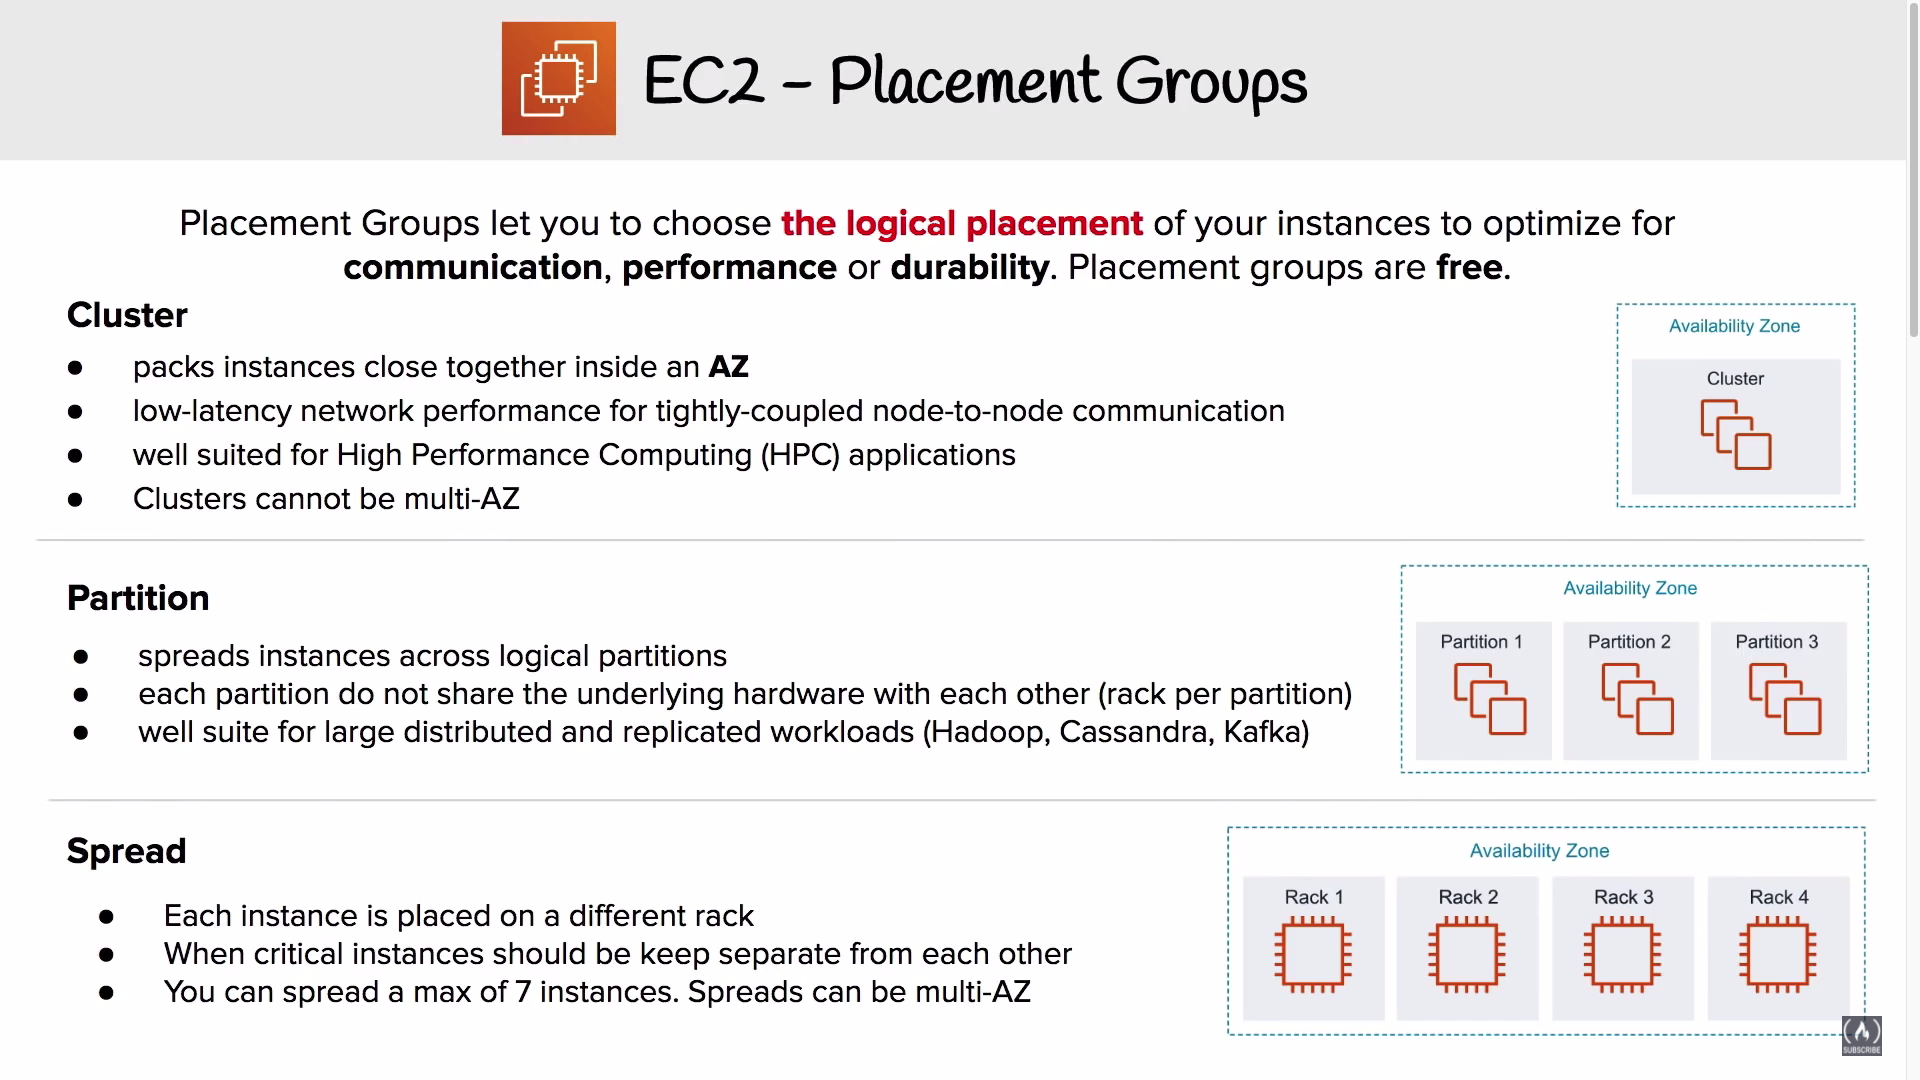 EC2 – Placement Groups
Placement Groups let you to choose the logical placement of your instances to optimize for
communication, performance or durability. Placement groups are free.
Cluster
● packs instances close together inside an AZ
● low-latency network performance for tightly-coupled node-to-node communication
● well suited for High Performance Computing (HPC) applications
● Clusters cannot be multi-AZ
Availability Zone
Cluster
Partition
● spreads instances across logical partitions
● each partition do not share the underlying hardware with each other (rack per partition)
● well suite for large distributed and replicated workloads (Hadoop, Cassandra, Kafka)
Availability Zone
Partition 1 Partition 2 Partition 3
Spread
● Each instance is placed on a different rack
● When critical instances should be keep separate from each other
● You can spread a max of 7 instances. Spreads can be multi-AZ
Availability Zone
Rack 1 Rack 2 Rack 3 Rack 4
SUBSCRIBE